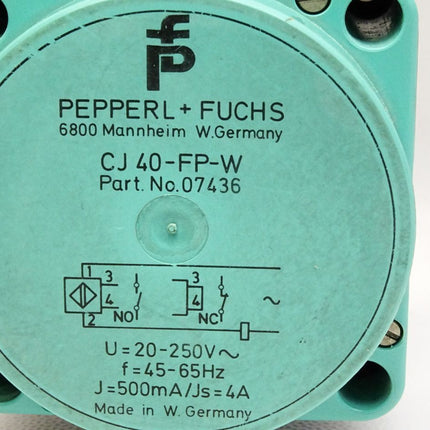 fp
PEPPERL + FUCHS
6800 Mannheim W.Germany
CJ 40-FP-W
Part. No. 07436
1 3 3
4 NO 4 NC ~
2
U = 20-250V~
f = 45-65Hz
J = 500mA/Js = 4A
Made in W. Germany